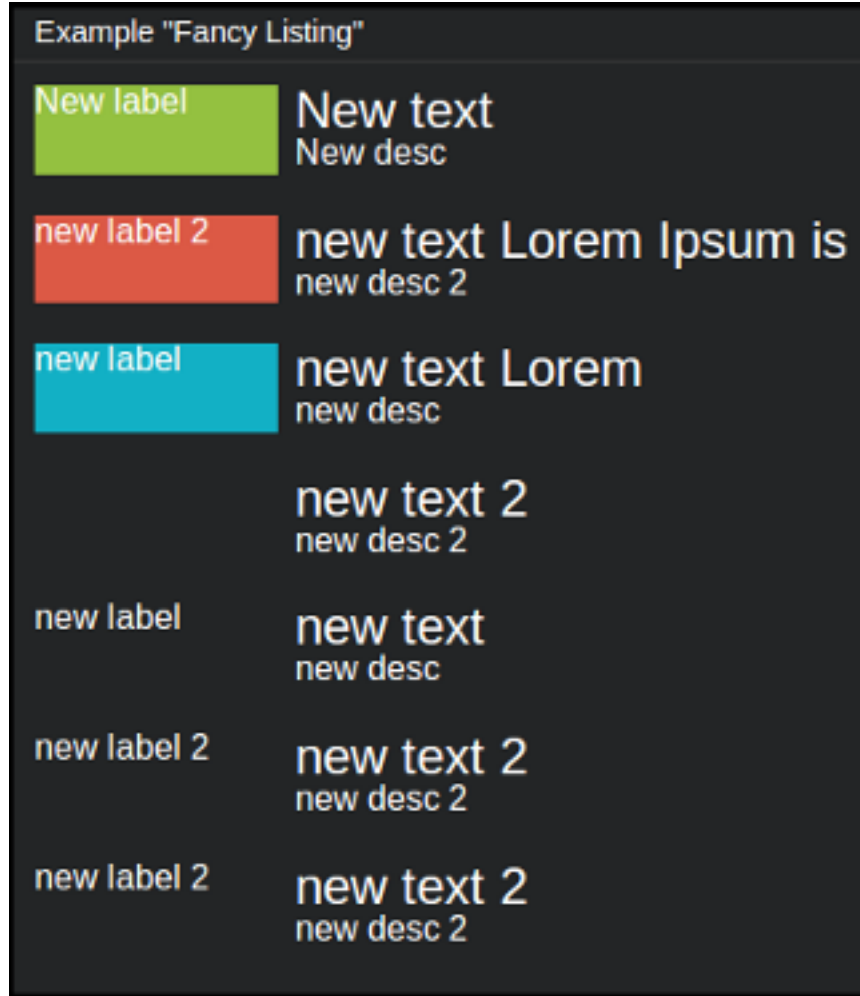 Example "Fancy Listing"
New label
New text
New desc
new label 2
new text Lorem Ipsum is
new desc 2
new label
new text Lorem
new desc
new text 2
new desc 2
new label
new text
new desc
new label 2
new text 2
new desc 2
new label 2
new text 2
new desc 2